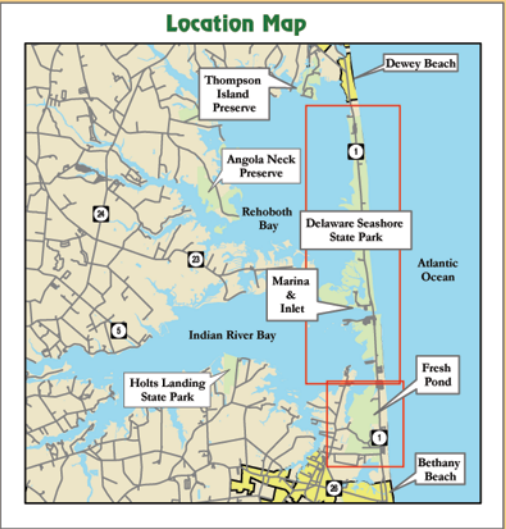 Location Map
Dewey Beach
Thompson
Island
Preserve
1
Angola Neck
Preserve
24
Rehoboth
Bay
Delaware Seashore
State Park
23
Atlantic
Ocean
Marina
&
Inlet
5
Indian River Bay
Fresh
Pond
Holts Landing
State Park
1
Bethany
Beach
26